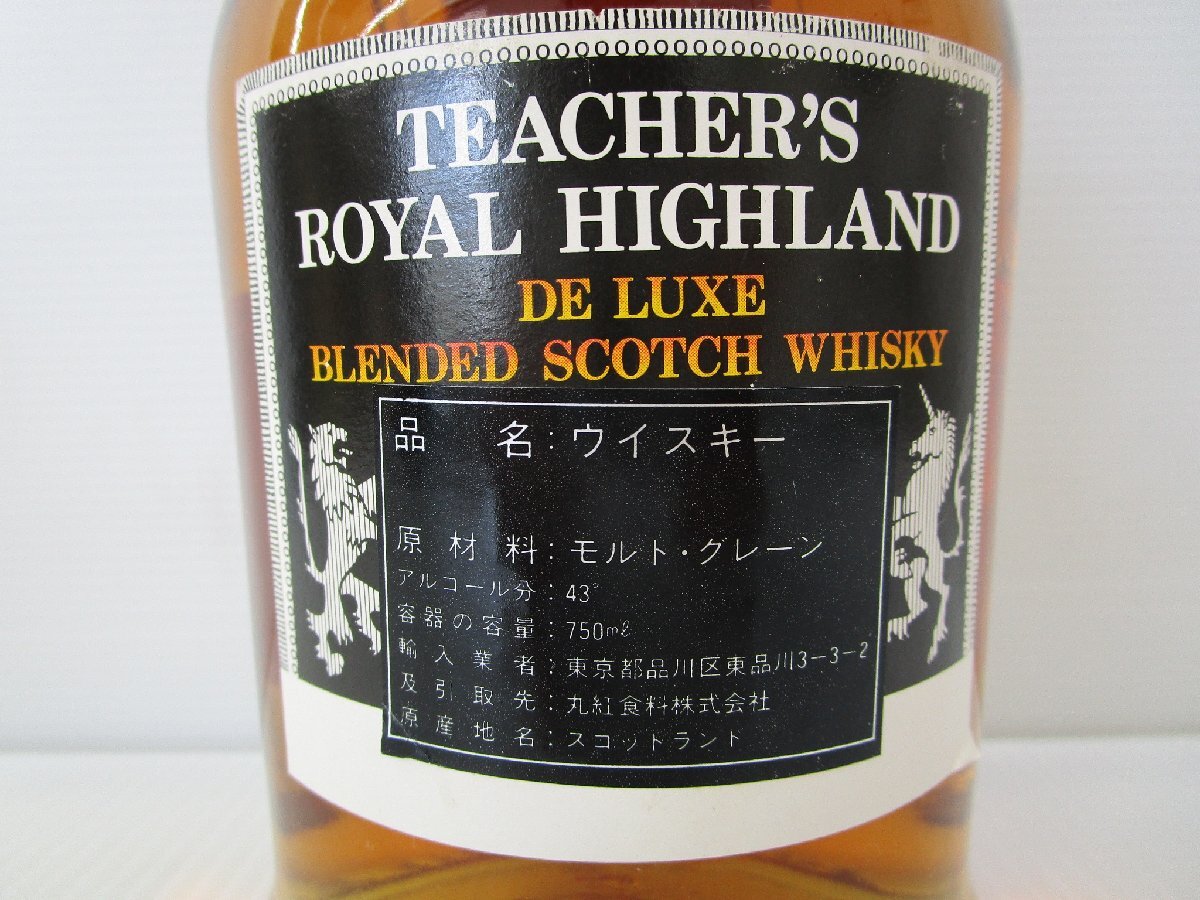 TEACHER'S
ROYAL HIGHLAND
DE LUXE
BLENDED SCOTCH WHISKY
品名：ウイスキー
原材料：モルト・グレーン
アルコール分：43°
容器の容量：750mℓ
輸入業者：東京都品川区東品川3-3-2
及引取先：丸紅食料株式会社
原産地名：スコットランド